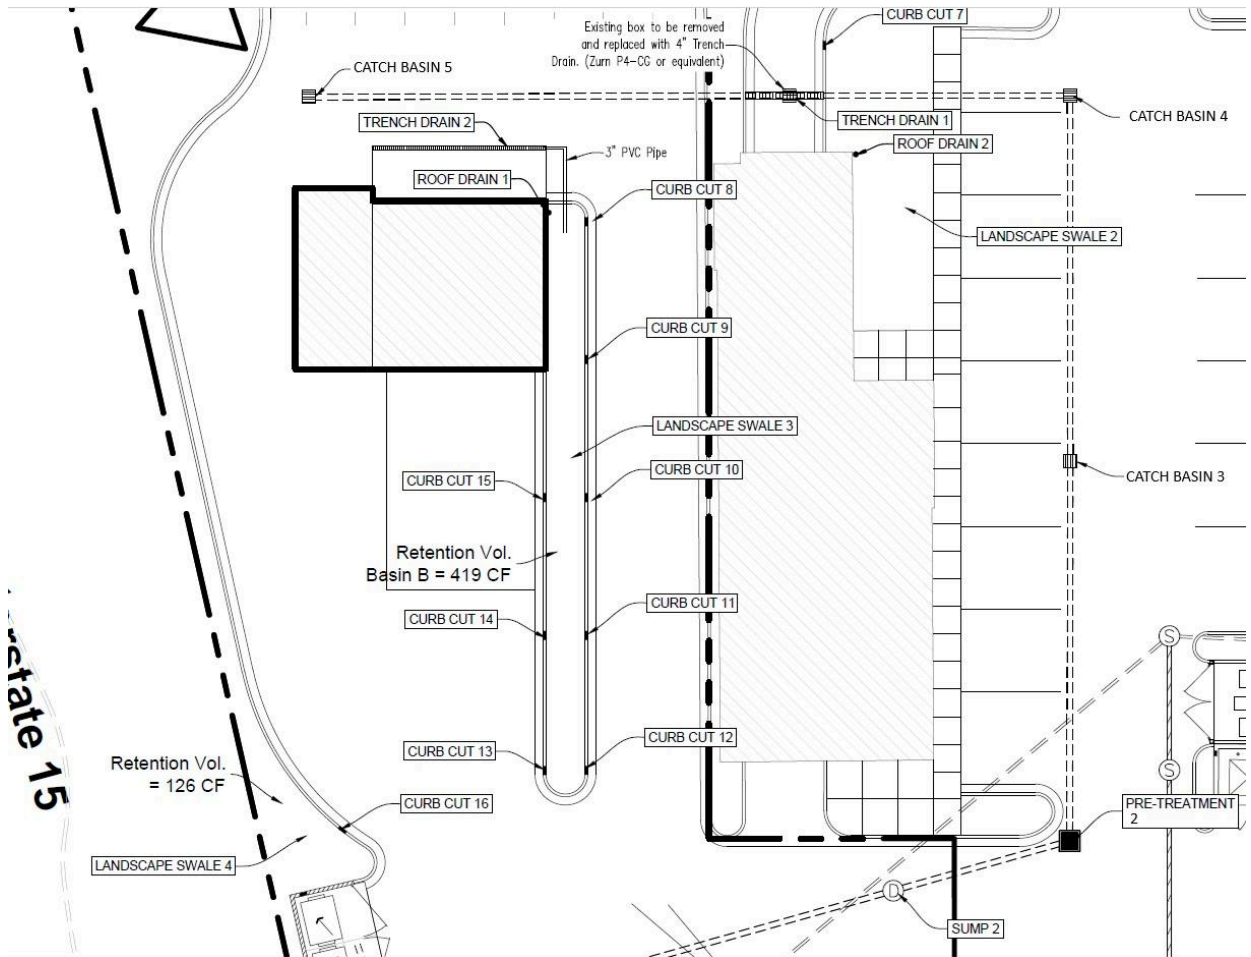 CURB CUT 7
Existing box to be removed
and replaced with 4" Trench
Drain. (Zurn P4-CG or equivalent)
CATCH BASIN 5
TRENCH DRAIN 2
TRENCH DRAIN 1
CATCH BASIN 4
3" PVC Pipe
ROOF DRAIN 2
ROOF DRAIN 1
CURB CUT 8
LANDSCAPE SWALE 2
CURB CUT 9
LANDSCAPE SWALE 3
CURB CUT 15
CURB CUT 10
CATCH BASIN 3
Retention Vol.
Basin B = 419 CF
CURB CUT 14
CURB CUT 11
S
rstate 15
CURB CUT 13
CURB CUT 12
Retention Vol.
= 126 CF
S
CURB CUT 16
PRE-TREATMENT
2
LANDSCAPE SWALE 4
D
SUMP 2